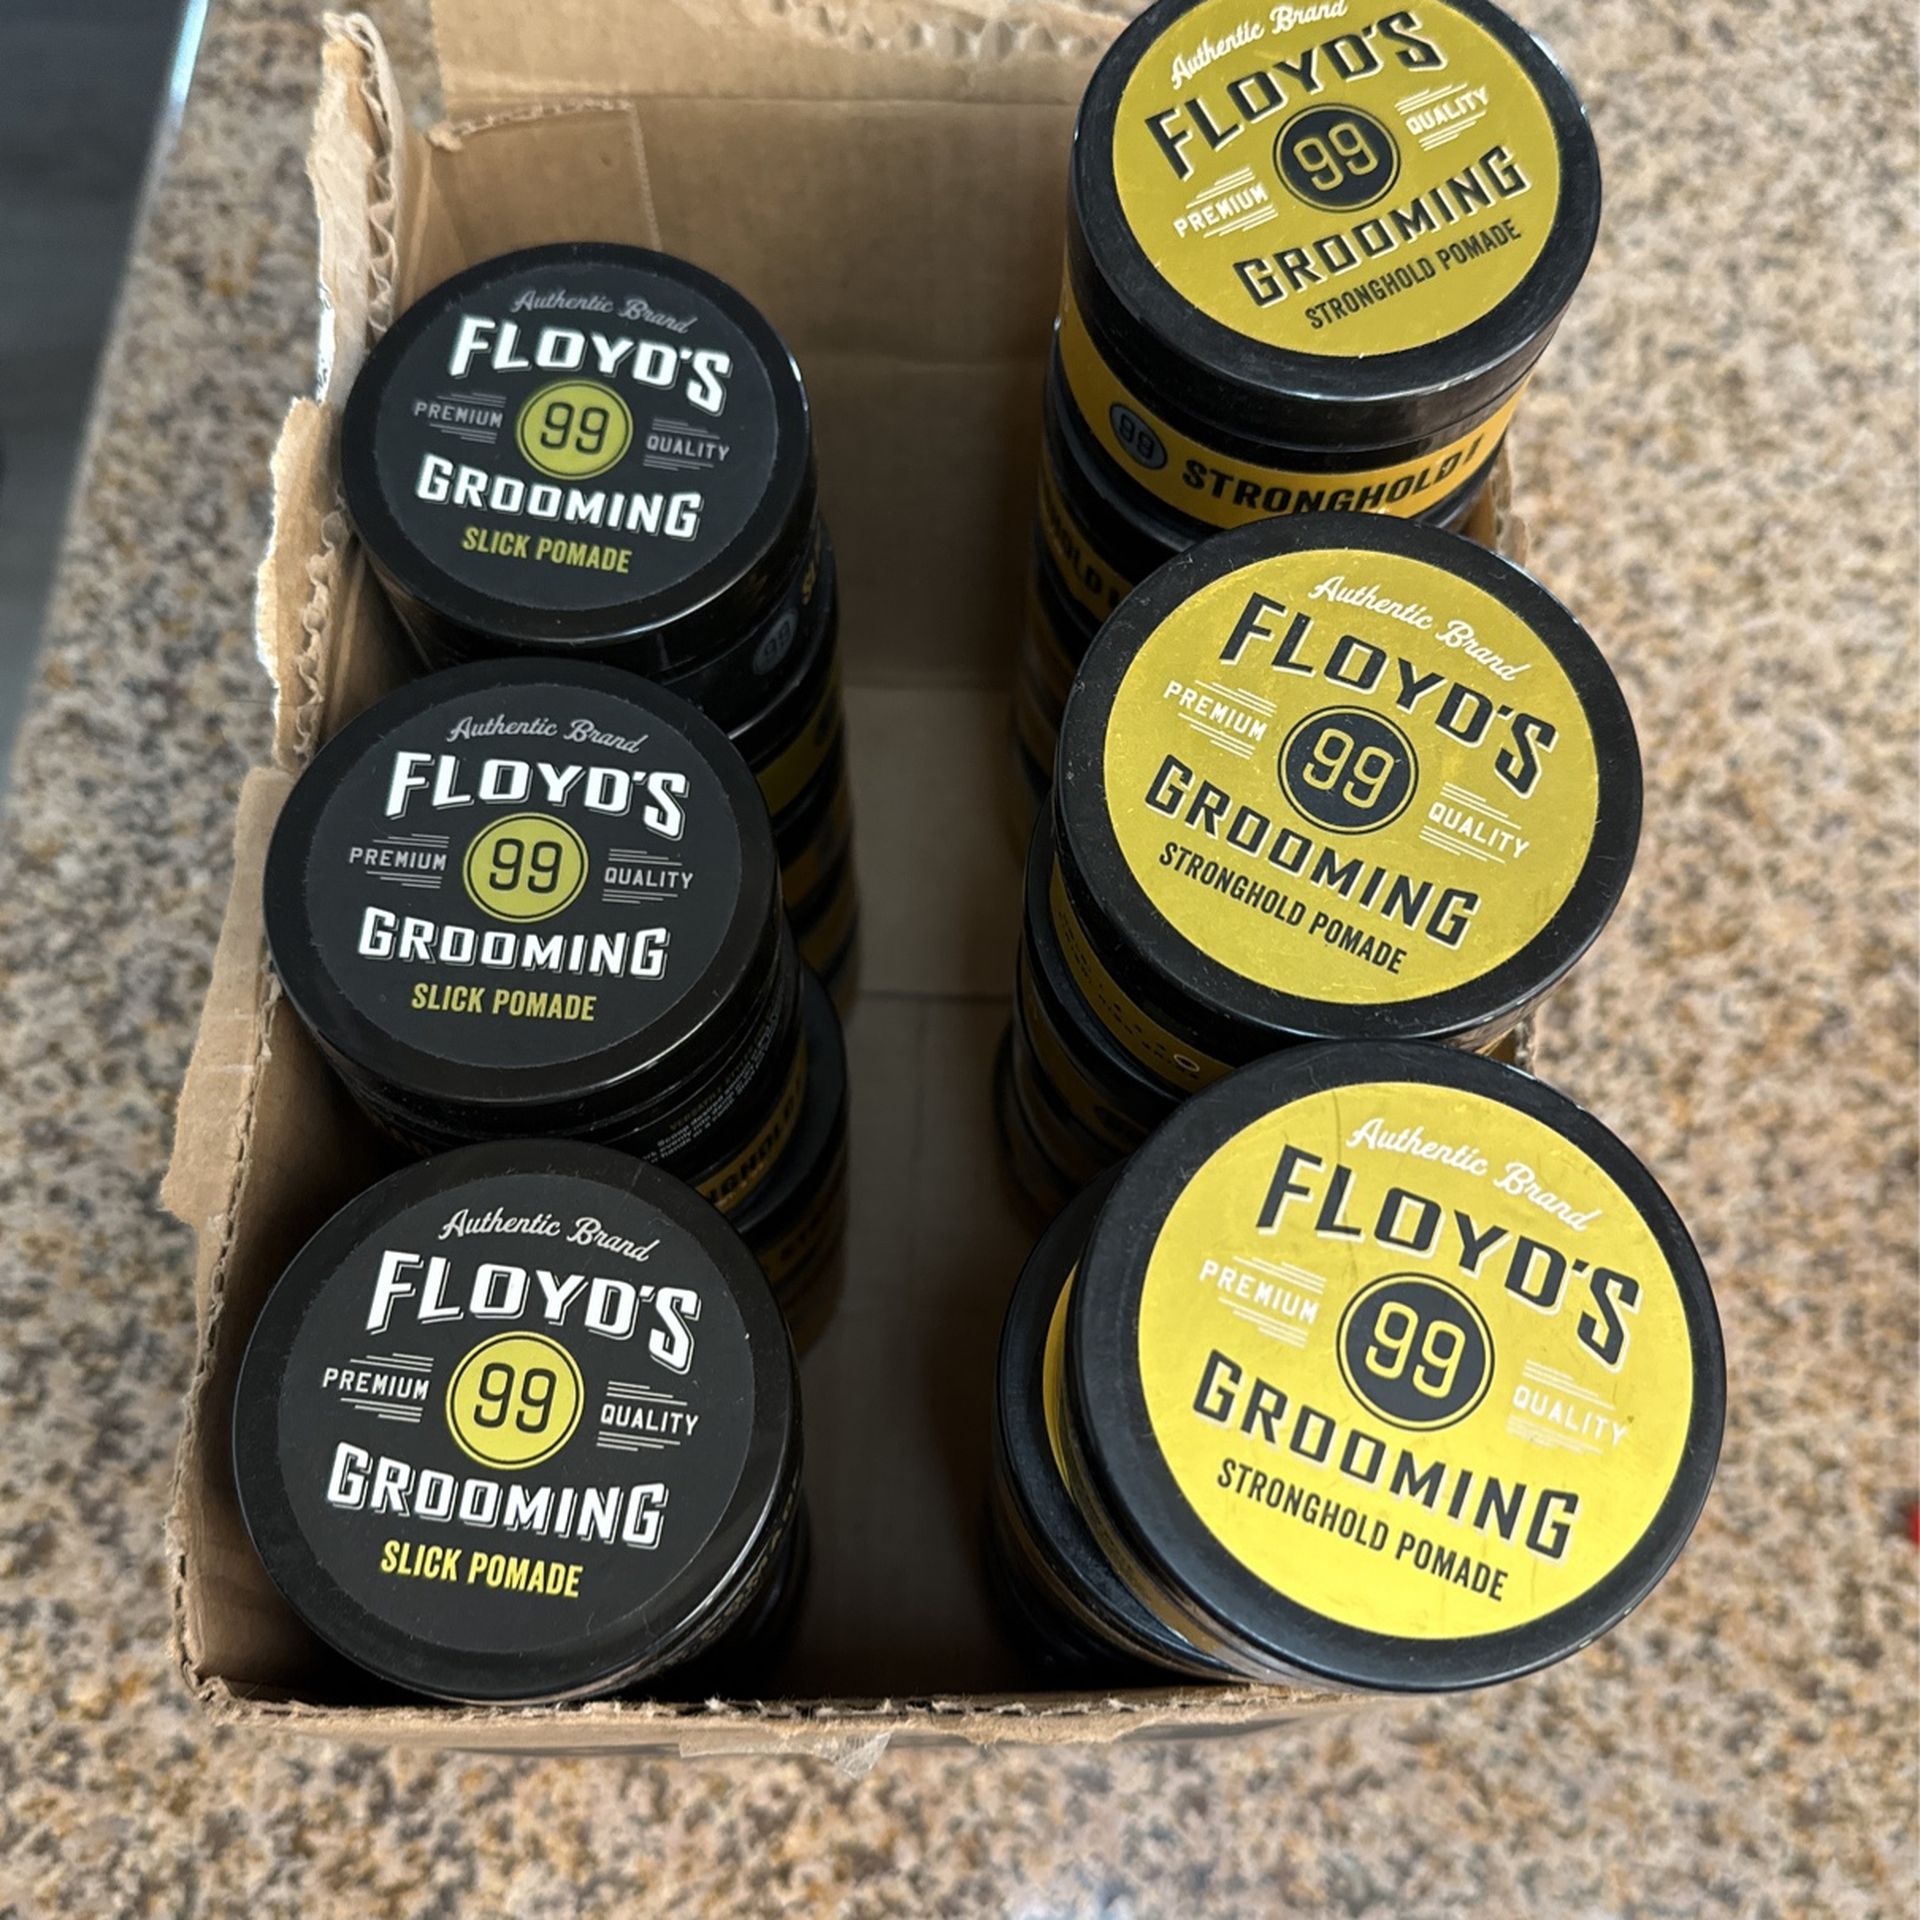 Authentic Brand
FLOYD'S
PREMIUM 99 QUALITY
GROOMING
SLICK POMADE
Authentic Brand
FLOYD'S
PREMIUM 99 QUALITY
GROOMING
SLICK POMADE
Authentic Brand
FLOYD'S
PREMIUM 99 QUALITY
GROOMING
SLICK POMADE
Authentic Brand
FLOYD'S
PREMIUM 99 QUALITY
GROOMING
STRONGHOLD POMADE
99 STRONGHOLD
Authentic Brand
FLOYD'S
PREMIUM 99 QUALITY
GROOMING
STRONGHOLD POMADE
Authentic Brand
FLOYD'S
PREMIUM 99 QUALITY
GROOMING
STRONGHOLD POMADE